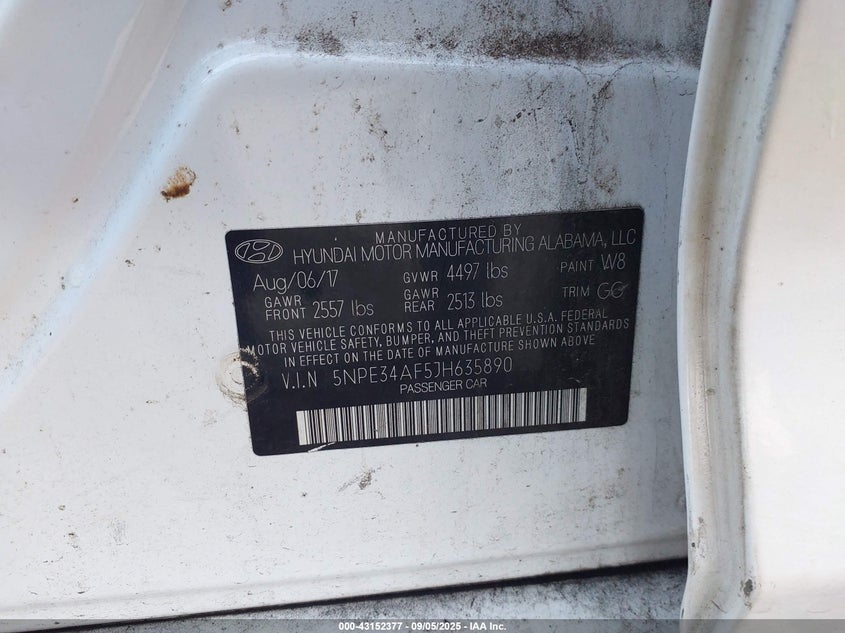 MANUFACTURED BY
HYUNDAI MOTOR MANUFACTURING ALABAMA, LLC
Aug/06/17 GVWR 4497 lbs PAINT W8
GAWR FRONT 2557 lbs GAWR REAR 2513 lbs TRIM GG
THIS VEHICLE CONFORMS TO ALL APPLICABLE U.S.A. FEDERAL
MOTOR VEHICLE SAFETY, BUMPER, AND THEFT PREVENTION STANDARDS
IN EFFECT ON THE DATE OF MANUFACTURE SHOWN ABOVE
V.I.N 5NPE34AF5JH635890
PASSENGER CAR
000-43152377 - 09/05/2025 - IAA Inc.